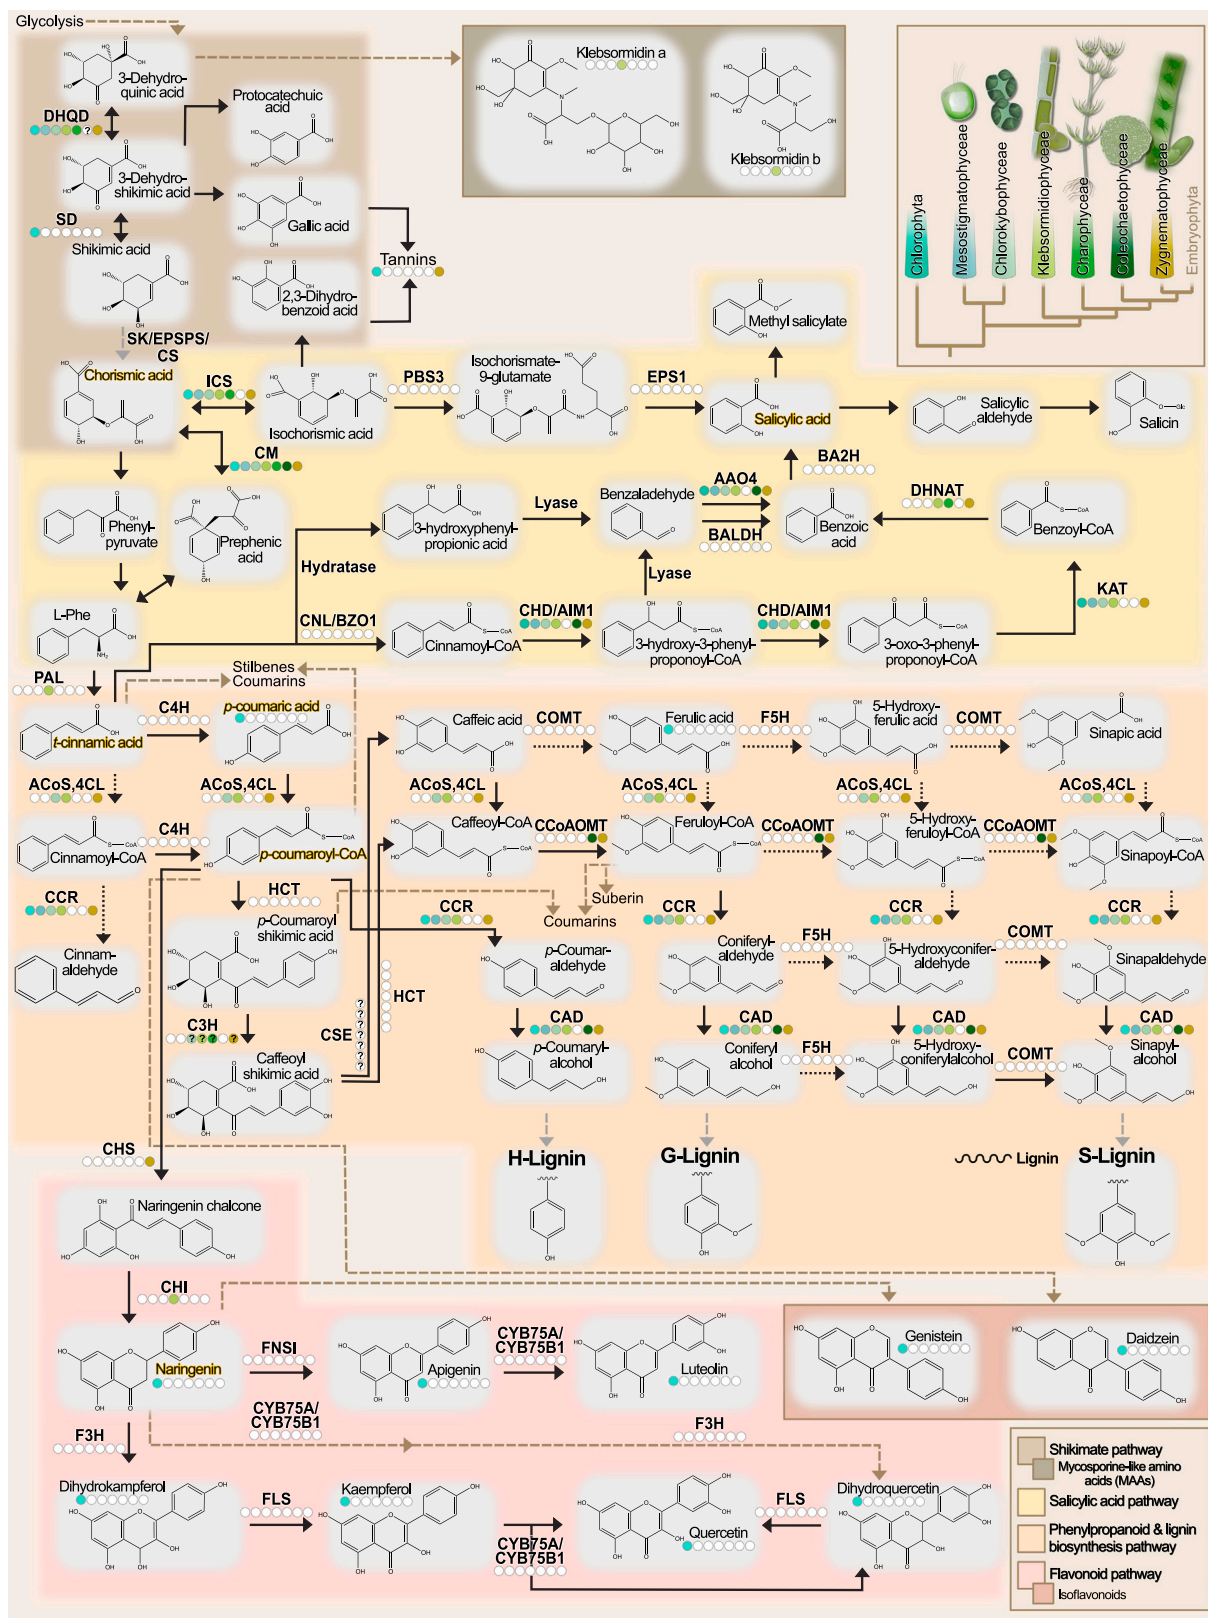 Glycolysis
3-Dehydro-
quinic acid
DHQD
?
Protocatechuic
acid
3-Dehydro-
shikimic acid
SD
Gallic acid
Shikimic acid
Tannins
2,3-Dihydro-
benzoid acid
SK/EPSPS/
CS
Klebsormidin a
Klebsormidin b
Chlorophyta
Mesostigmatophyceae
Chlorokybophyceae
Klebsormidiophyceae
Charophyceae
Coleochaetophyceae
Zygnematophyceae
Embryophyta
Chorismic acid
ICS
Isochorismic acid
PBS3
Isochorismate-
9-glutamate
EPS1
Methyl salicylate
Salicylic acid
Salicylic
aldehyde
Salicin
CM
BA2H
Phenyl-
pyruvate
Prephenic
acid
3-hydroxyphenyl-
propionic acid
Lyase
Benzaladehyde
AAO4
BALDH
Benzoic
acid
DHNAT
Benzoyl-CoA
Hydratase
Lyase
KAT
L-Phe
CNL/BZO1
Cinnamoyl-CoA
CHD/AIM1
3-hydroxy-3-phenyl-
proponoyl-CoA
CHD/AIM1
3-oxo-3-phenyl-
proponoyl-CoA
PAL
Stilbenes
Coumarins
t-cinnamic acid
C4H
p-coumaric acid
Caffeic acid
COMT
Ferulic acid
F5H
5-Hydroxy-
ferulic acid
COMT
Sinapic acid
ACoS,4CL
ACoS,4CL
ACoS,4CL
ACoS,4CL
ACoS,4CL
ACoS,4CL
Cinnamoyl-CoA
C4H
p-coumaroyl-CoA
Caffeoyl-CoA
CCoAOMT
Feruloyl-CoA
CCoAOMT
5-Hydroxy-
feruloyl-CoA
CCoAOMT
Sinapoyl-CoA
CCR
HCT
Suberin
Coumarins
CCR
CCR
CCR
CCR
p-Coumaroyl
shikimic acid
Cinnam-
aldehyde
HCT
p-Coumar-
aldehyde
Coniferyl-
aldehyde
F5H
5-Hydroxyconifer-
aldehyde
COMT
Sinapaldehyde
C3H
? ? ? ?
CSE
? ? ? ? ? ? ?
CAD
CAD
CAD
CAD
Caffeoyl
shikimic acid
p-Coumaryl-
alcohol
Coniferyl
alcohol
F5H
5-Hydroxy-
coniferylalcohol
COMT
Sinapyl-
alcohol
CHS
H-Lignin
G-Lignin
Lignin
S-Lignin
Naringenin chalcone
CHI
Naringenin
FNSI
Apigenin
CYB75A/
CYB75B1
Luteolin
Genistein
Daidzein
CYB75A/
CYB75B1
F3H
F3H
Dihydrokampferol
FLS
Kaempferol
CYB75A/
CYB75B1
Quercetin
FLS
Dihydroquercetin
Shikimate pathway
Mycosporine-like amino
acids (MAAs)
Salicylic acid pathway
Phenylpropanoid & lignin
biosynthesis pathway
Flavonoid pathway
Isoflavonoids